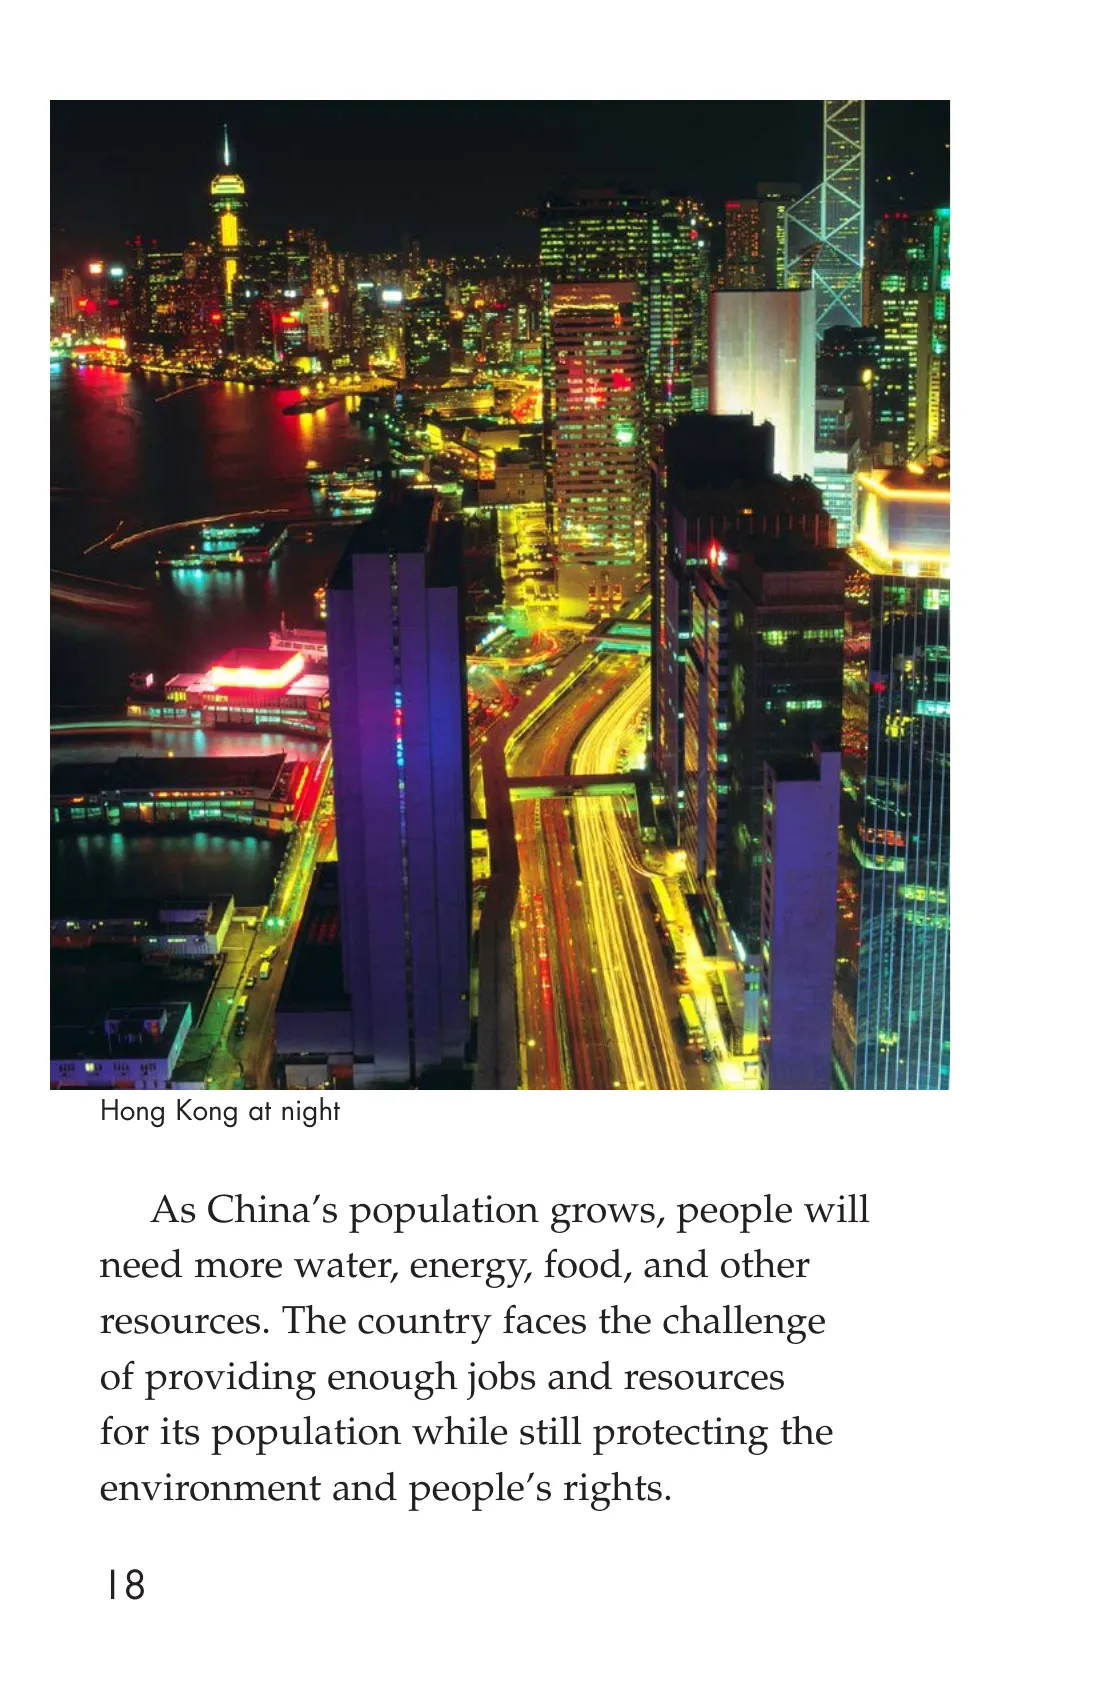 Hong Kong at night
As China’s population grows, people will
need more water, energy, food, and other
resources. The country faces the challenge
of providing enough jobs and resources
for its population while still protecting the
environment and people’s rights.
18